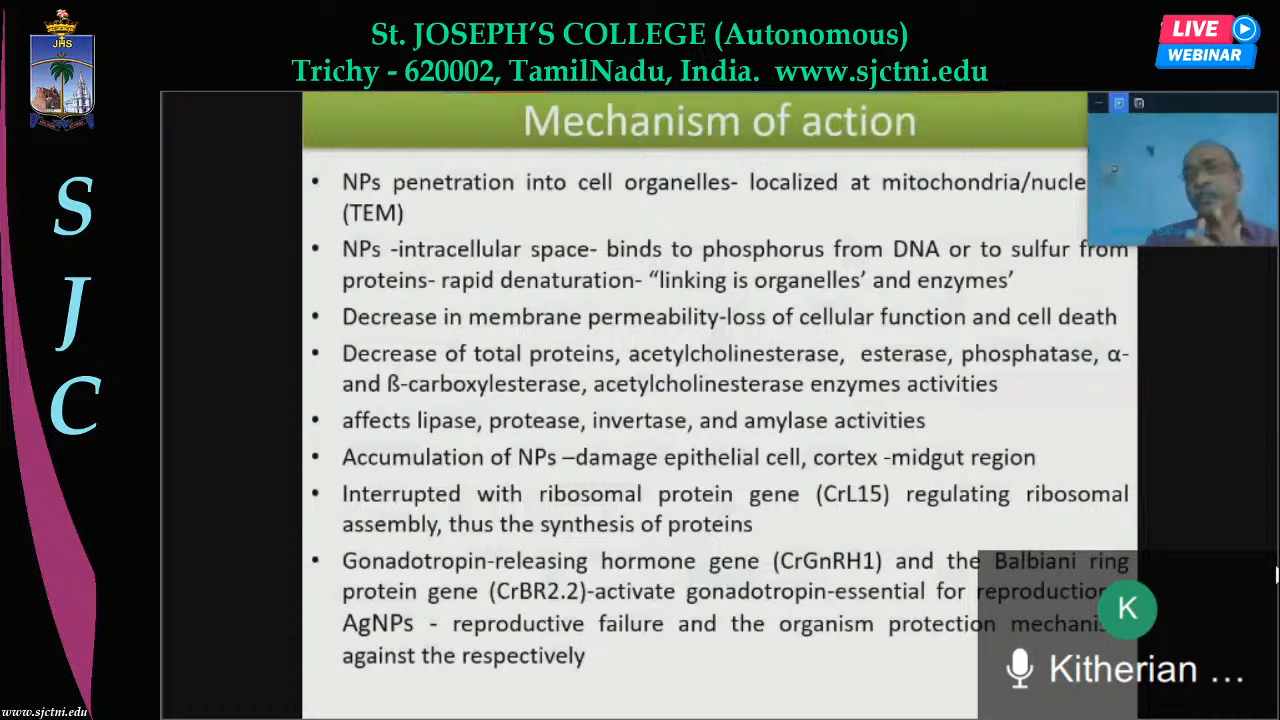 St. JOSEPH'S COLLEGE (Autonomous)
Trichy - 620002, TamilNadu, India. www.sjctni.edu
LIVE
WEBINAR
JHS
S
J
C
Mechanism of action
• NPs penetration into cell organelles- localized at mitochondria/nucle
(TEM)
• NPs -intracellular space- binds to phosphorus from DNA or to sulfur from
proteins- rapid denaturation- “linking is organelles’ and enzymes’
• Decrease in membrane permeability-loss of cellular function and cell death
• Decrease of total proteins, acetylcholinesterase, esterase, phosphatase, α-
and ß-carboxylesterase, acetylcholinesterase enzymes activities
• affects lipase, protease, invertase, and amylase activities
• Accumulation of NPs –damage epithelial cell, cortex -midgut region
• Interrupted with ribosomal protein gene (CrL15) regulating ribosomal
assembly, thus the synthesis of proteins
• Gonadotropin-releasing hormone gene (CrGnRH1) and the Balbiani ring
protein gene (CrBR2.2)-activate gonadotropin-essential for reproduction
AgNPs - reproductive failure and the organism protection mechanis
against the respectively
K
Kitherian ...
www.sjctni.edu